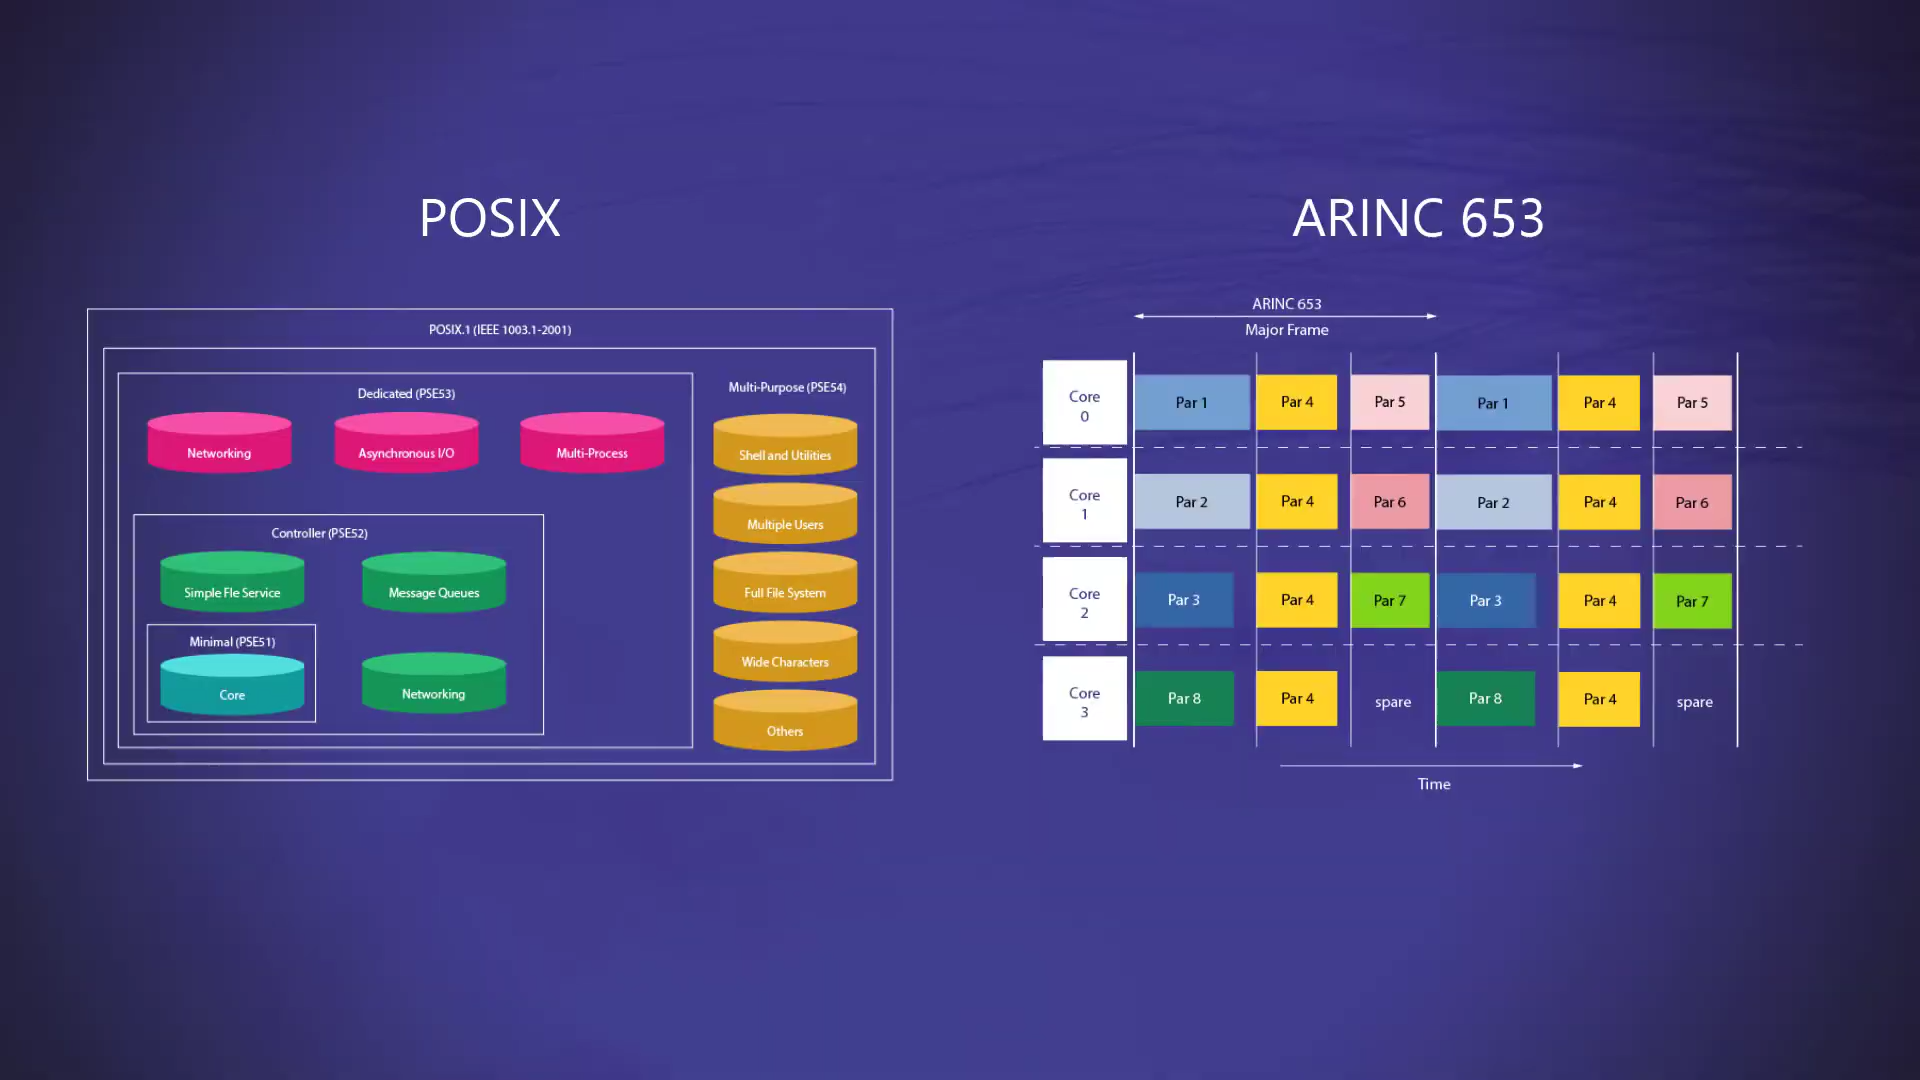 POSIX
POSIX.1 (IEEE 1003.1-2001)
Dedicated (PSE53)
Networking
Asynchronous I/O
Multi-Process
Controller (PSE52)
Simple Fle Service
Message Queues
Minimal (PSE51)
Core
Networking
Multi-Purpose (PSE54)
Shell and Utilities
Multiple Users
Full File System
Wide Characters
Others
ARINC 653
ARINC 653
Major Frame
Core
0
Par 1
Par 4
Par 5
Par 1
Par 4
Par 5
Core
1
Par 2
Par 4
Par 6
Par 2
Par 4
Par 6
Core
2
Par 3
Par 4
Par 7
Par 3
Par 4
Par 7
Core
3
Par 8
Par 4
spare
Par 8
Par 4
spare
Time